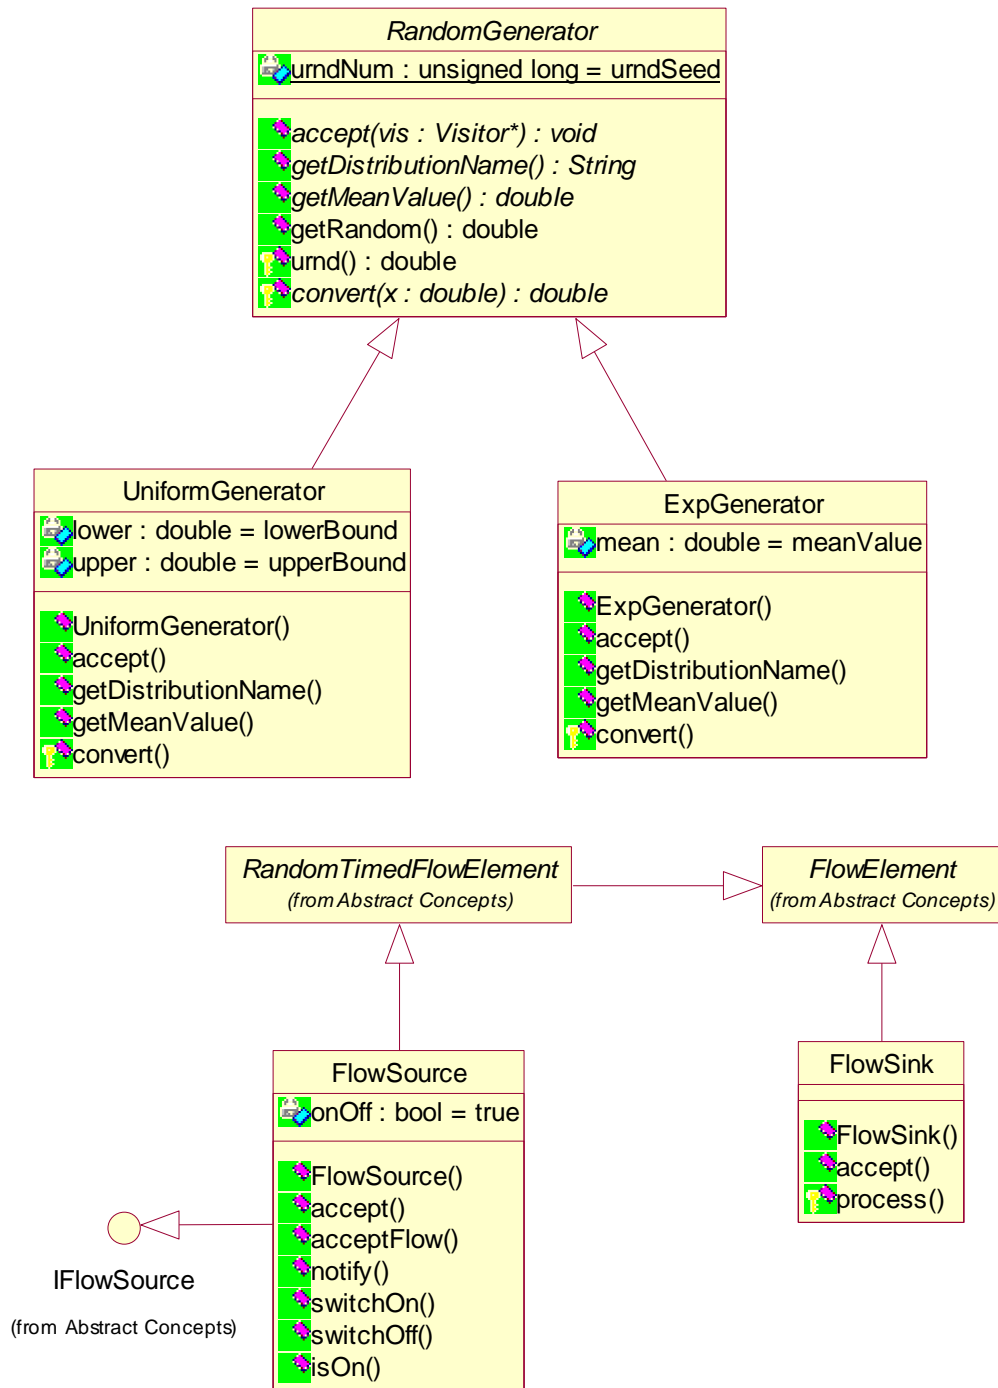 RandomGenerator
urndNum : unsigned long = urndSeed
accept(vis : Visitor*) : void
getDistributionName() : String
getMeanValue() : double
getRandom() : double
urnd() : double
convert(x : double) : double
UniformGenerator
lower : double = lowerBound
upper : double = upperBound
UniformGenerator()
accept()
getDistributionName()
getMeanValue()
convert()
ExpGenerator
mean : double = meanValue
ExpGenerator()
accept()
getDistributionName()
getMeanValue()
convert()
RandomTimedFlowElement
(from Abstract Concepts)
FlowElement
(from Abstract Concepts)
FlowSource
onOff : bool = true
FlowSource()
accept()
acceptFlow()
notify()
switchOn()
switchOff()
isOn()
FlowSink
FlowSink()
accept()
process()
IFlowSource
(from Abstract Concepts)